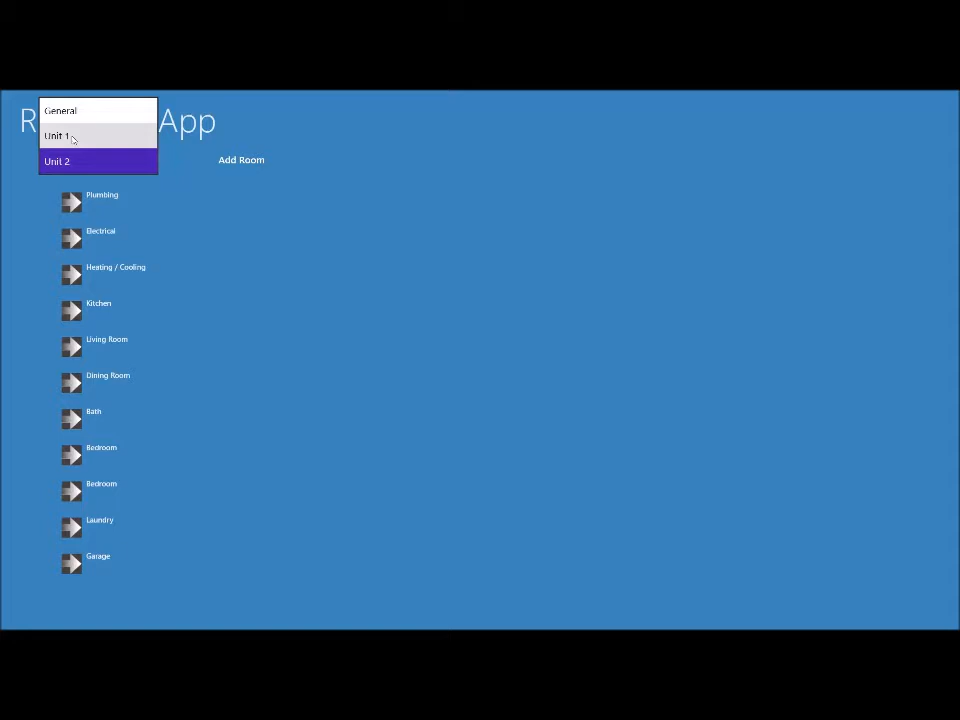 General
R App
Unit 1
Unit 2
Add Room
Plumbing
Electrical
Heating / Cooling
Kitchen
Living Room
Dining Room
Bath
Bedroom
Bedroom
Laundry
Garage